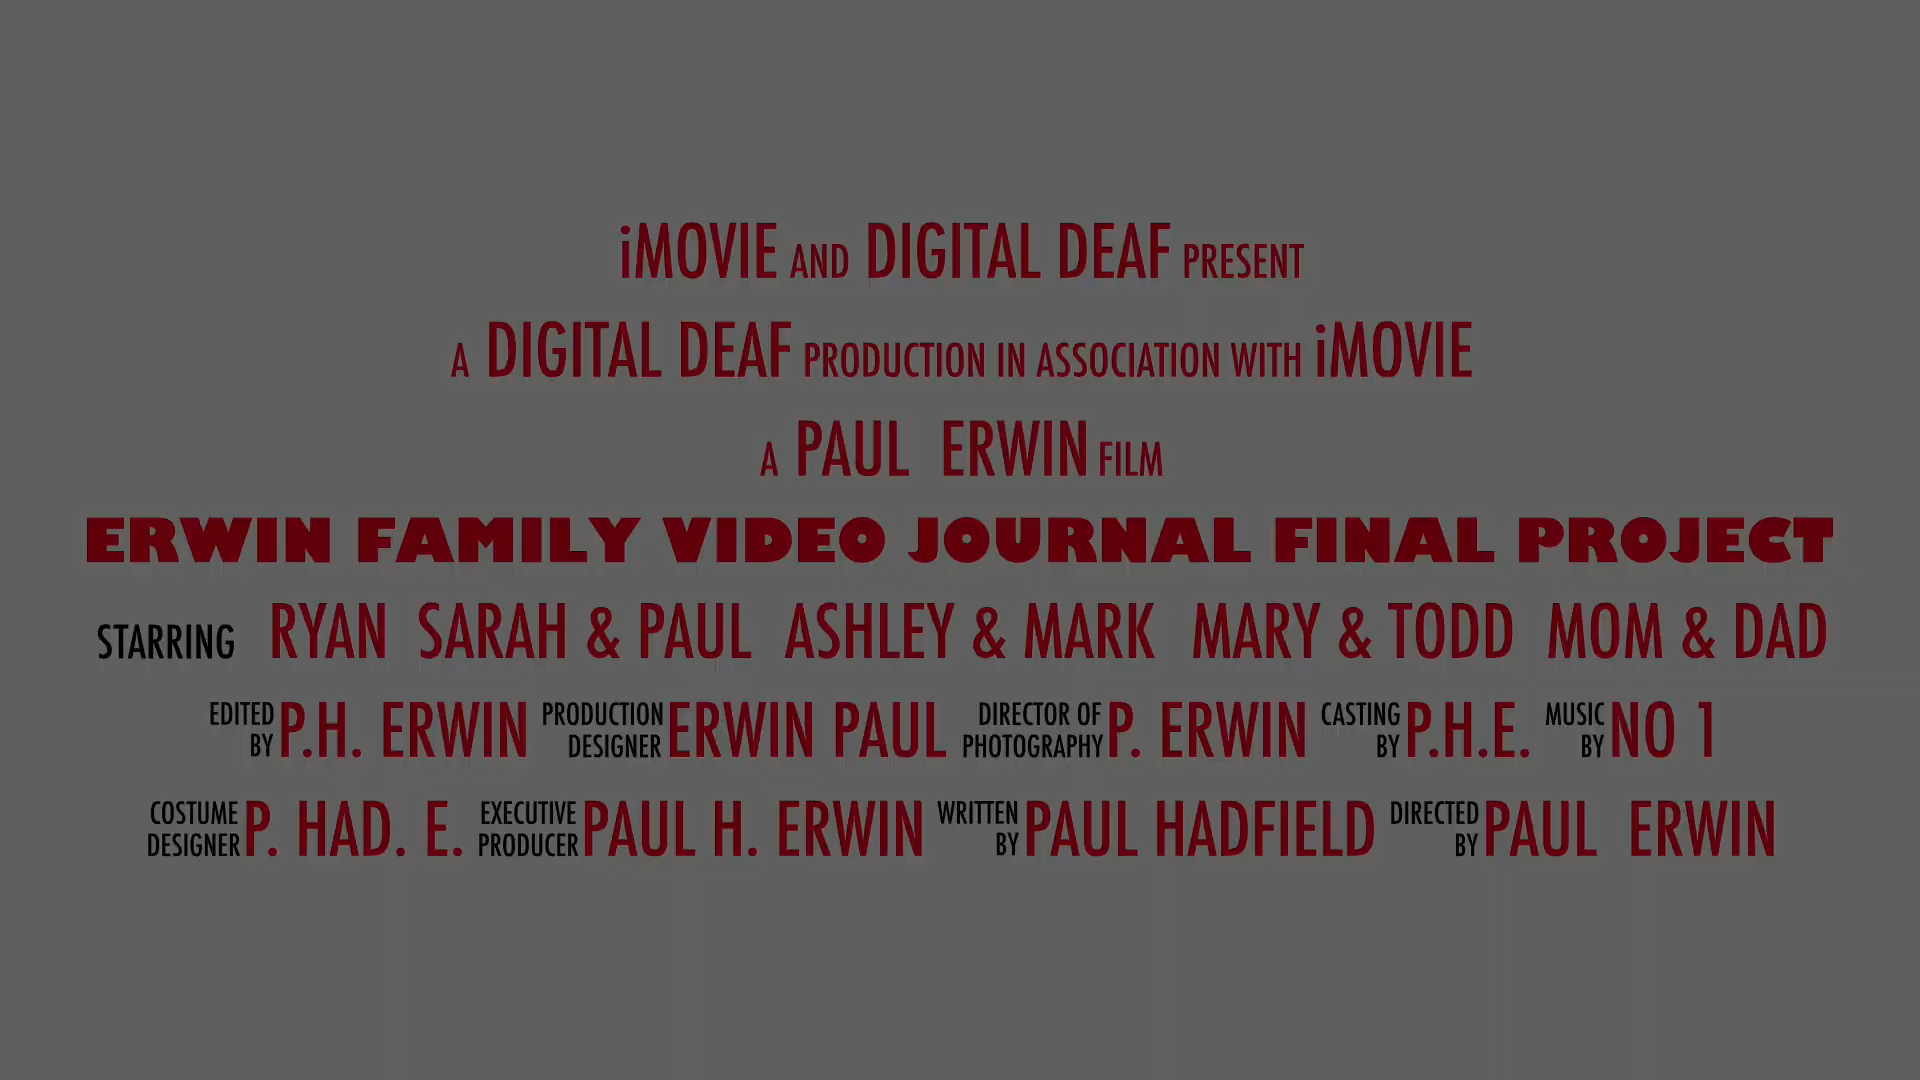 iMOVIE AND DIGITAL DEAF PRESENT
A DIGITAL DEAF PRODUCTION IN ASSOCIATION WITH iMOVIE
A PAUL ERWIN FILM
ERWIN FAMILY VIDEO JOURNAL FINAL PROJECT
STARRING RYAN SARAH & PAUL ASHLEY & MARK MARY & TODD MOM & DAD
EDITED BY P.H. ERWIN PRODUCTION DESIGNER ERWIN PAUL DIRECTOR OF PHOTOGRAPHY P. ERWIN CASTING BY P.H.E. MUSIC BY NO 1
COSTUME DESIGNER P. HAD. E. EXECUTIVE PRODUCER PAUL H. ERWIN WRITTEN BY PAUL HADFIELD DIRECTED BY PAUL ERWIN